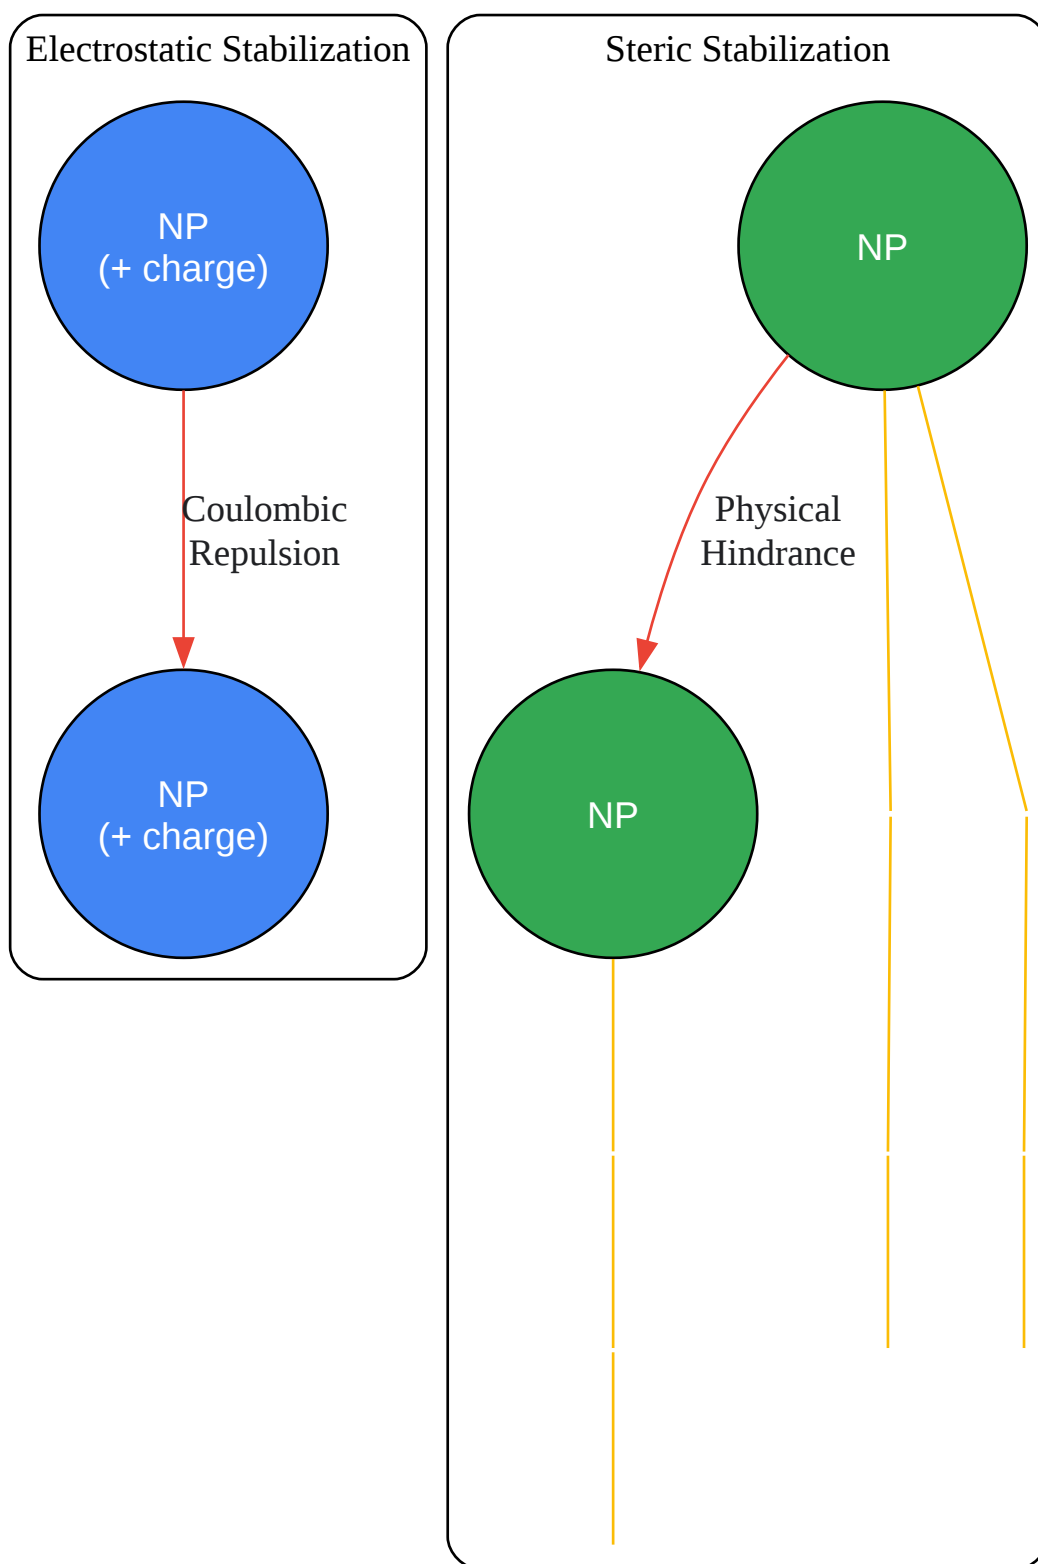 Electrostatic Stabilization
NP
(+ charge)
Coulombic
Repulsion
NP
(+ charge)
Steric Stabilization
NP
Physical
Hindrance
NP